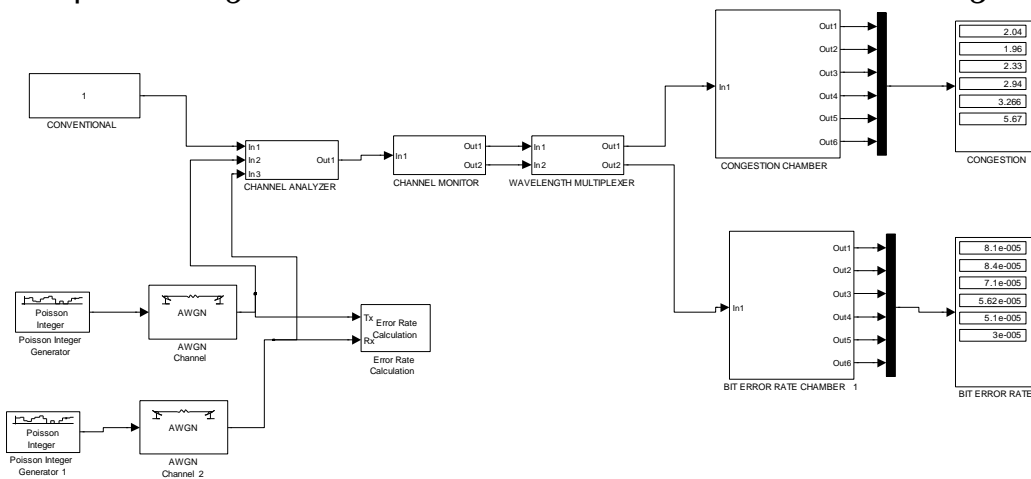 1
CONVENTIONAL
In1
In2
In3
Out1
CHANNEL ANALYZER
In1
Out1
Out2
CHANNEL MONITOR
In1
In2
Out1
Out2
WAVELENGTH MULTIPLEXER
In1
Out1
Out2
Out3
Out4
Out5
Out6
CONGESTION CHAMBER
2.04
1.96
2.33
2.94
3.266
5.67
CONGESTION
In1
Out1
Out2
Out3
Out4
Out5
Out6
BIT ERROR RATE CHAMBER 1
8.1e-005
8.4e-005
7.1e-005
5.62e-005
5.1e-005
3e-005
BIT ERROR RATE
Poisson
Integer
Poisson Integer
Generator
AWGN
AWGN
Channel
Tx
Rx
Error Rate
Calculation
Error Rate
Calculation
Poisson
Integer
Poisson Integer
Generator 1
AWGN
AWGN
Channel 2